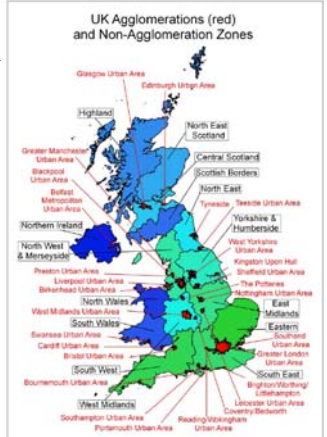 UK Agglomerations (red)
and Non-Agglomeration Zones
Glasgow Urban Area
Edinburgh Urban Area
Highland
North East
Scotland
Greater Manchester
Urban Area
Central Scotland
Blackpool
Urban Area
Scottish Borders
North East
Belfast
Metropolitan
Urban Area
Tyneside
Teeside Urban Area
Yorkshire &
Humberside
Northern Ireland
West Yorkshire
Urban Area
North West
& Merseyside
Kingston Upon Hull
Sheffield Urban Area
Preston Urban Area
The Potteries
Liverpool Urban Area
Nottingham Urban Area
Birkenhead Urban Area
East
Midlands
North Wales
West Midlands Urban Area
Eastern
South Wales
Southend
Urban Area
Swansea Urban Area
Greater London
Urban Area
Cardiff Urban Area
Bristol Urban Area
South West
South East
Bournemouth Urban Area
Brighton/Worthing/
Littlehampton
West Midlands
Leicester Urban Area
Coventry/Bedworth
Southampton Urban Area
Reading/Wokingham
Urban Area
Portsmouth Urban Area